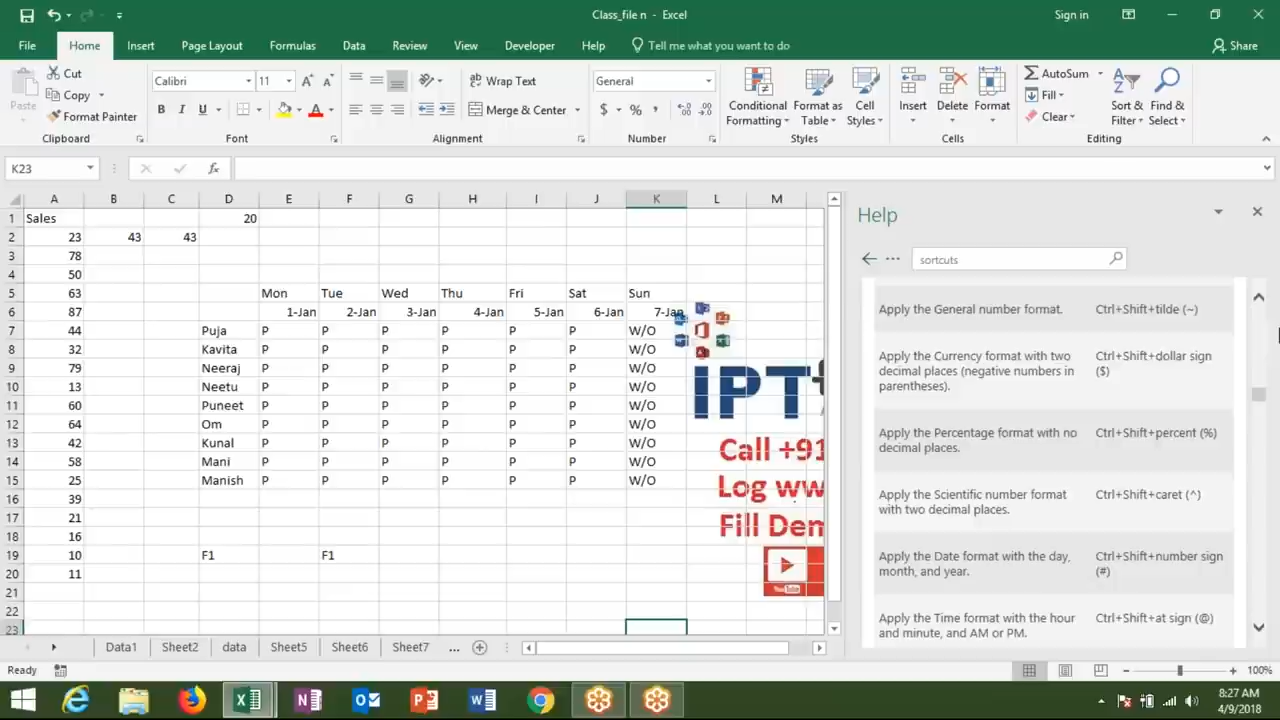 Class_file n - Excel
Sign in
File Home Insert Page Layout Formulas Data Review View Developer Help Tell me what you want to do Share
Paste
Cut
Copy
Format Painter
Clipboard
Calibri 11
B I U
Font
Wrap Text
Merge & Center
Alignment
General
$ % ,
Number
Conditional Formatting
Format as Table
Cell Styles
Styles
Insert
Delete
Format
Cells
AutoSum
Fill
Clear
Sort & Filter
Find & Select
Editing
K23
fx
A B C D E F G H I J K L M
1 Sales 20
2 23 43 43
3 78
4 50
5 63 Mon Tue Wed Thu Fri Sat Sun
6 87 1-Jan 2-Jan 3-Jan 4-Jan 5-Jan 6-Jan 7-Jan
7 44 Puja P P P P P P W/O
8 32 Kavita P P P P P P W/O
9 79 Neeraj P P P P P P W/O
10 13 Neetu P P P P P P W/O
11 60 Puneet P P P P P P W/O
12 64 Om P P P P P P W/O
13 42 Kunal P P P P P P W/O
14 58 Mani P P P P P P W/O
15 25 Manish P P P P P P W/O
16 39
17 21
18 16
19 10 F1 F1
20 11
21
22
23
IPT
Call +91
Log ww
Fill Dem
YouTube
Help
sortcuts
Apply the General number format. Ctrl+Shift+tilde (~)
Apply the Currency format with two Ctrl+Shift+dollar sign
decimal places (negative numbers in ($)
parentheses).
Apply the Percentage format with no Ctrl+Shift+percent (%)
decimal places.
Apply the Scientific number format Ctrl+Shift+caret (^)
with two decimal places.
Apply the Date format with the day, Ctrl+Shift+number sign
month, and year. (#)
Apply the Time format with the hour Ctrl+Shift+at sign (@)
and minute, and AM or PM.
Data1 Sheet2 data Sheet5 Sheet6 Sheet7 ...
Ready
100%
8:27 AM
4/9/2018